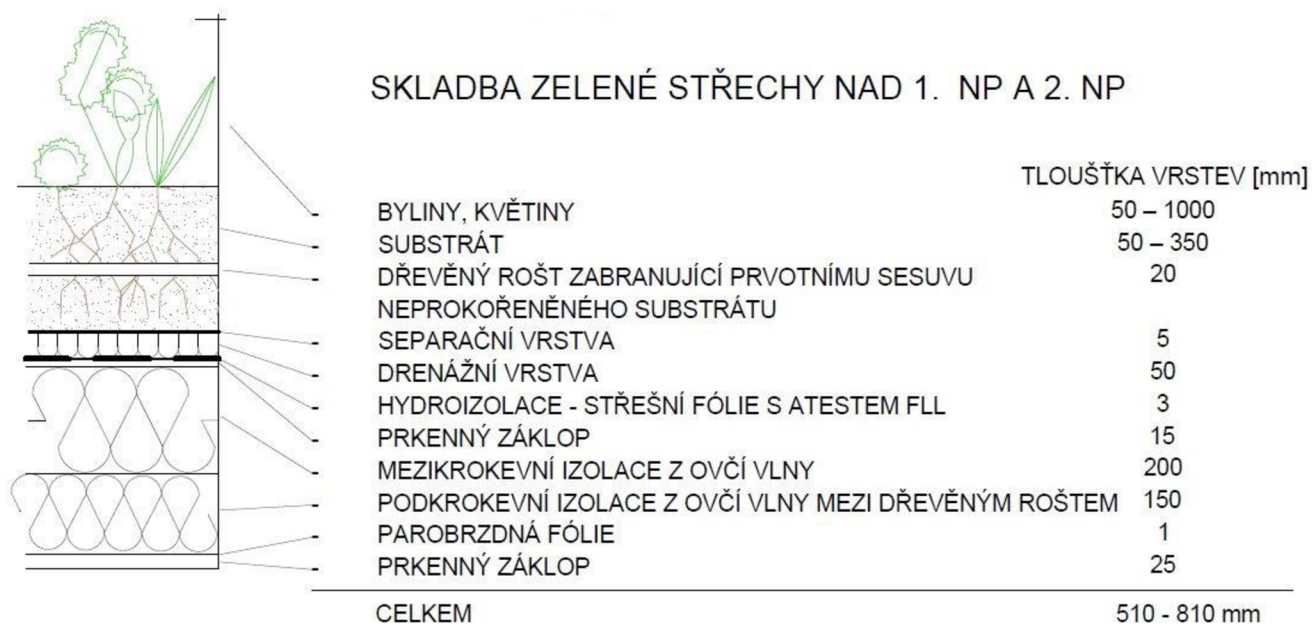 SKLADBA ZELENÉ STŘECHY NAD 1. NP A 2. NP
TLOUŠŤKA VRSTEV [mm]
- BYLINY, KVĚTINY 50 – 1000
- SUBSTRÁT 50 – 350
- DŘEVĚNÝ ROŠT ZABRANUJÍCÍ PRVOTNÍMU SESUVU 20
NEPROKOŘENĚNÉHO SUBSTRÁTU
- SEPARAČNÍ VRSTVA 5
- DRENÁŽNÍ VRSTVA 50
- HYDROIZOLACE - STŘEŠNÍ FÓLIE S ATESTEM FLL 3
- PRKENNÝ ZÁKLOP 15
- MEZIKROKEVNÍ IZOLACE Z OVČÍ VLNY 200
- PODKROKEVNÍ IZOLACE Z OVČÍ VLNY MEZI DŘEVĚNÝM ROŠTEM 150
- PAROBRZDNÁ FÓLIE 1
- PRKENNÝ ZÁKLOP 25
CELKEM 510 - 810 mm